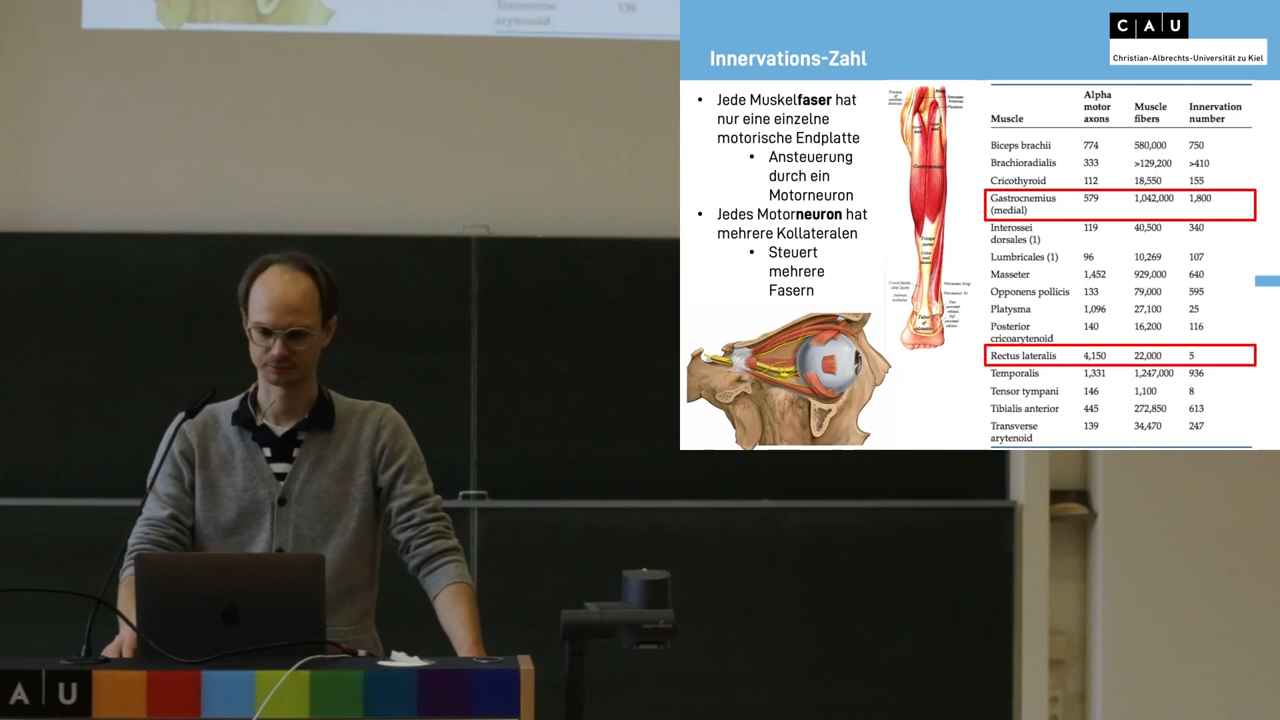 Transverse
arytenoid
139
Innervations-Zahl
C A U
Christian-Albrechts-Universität zu Kiel
• Jede Muskelfaser hat
nur eine einzelne
motorische Endplatte
• Ansteuerung
durch ein
Motorneuron
• Jedes Motorneuron hat
mehrere Kollateralen
• Steuert
mehrere
Fasern
Muscle Alpha motor axons Muscle fibers Innervation number
Biceps brachii 774 580,000 750
Brachioradialis 333 >129,200 >410
Cricothyroid 112 18,550 155
Gastrocnemius 579 1,042,000 1,800
(medial)
Interossei 119 40,500 340
dorsales (1)
Lumbricales (1) 96 10,269 107
Masseter 1,452 929,000 640
Opponens pollicis 133 79,000 595
Platysma 1,096 27,100 25
Posterior 140 16,200 116
cricoarytenoid
Rectus lateralis 4,150 22,000 5
Temporalis 1,331 1,247,000 936
Tensor tympani 146 1,100 8
Tibialis anterior 445 272,850 613
Transverse 139 34,470 247
arytenoid
A U